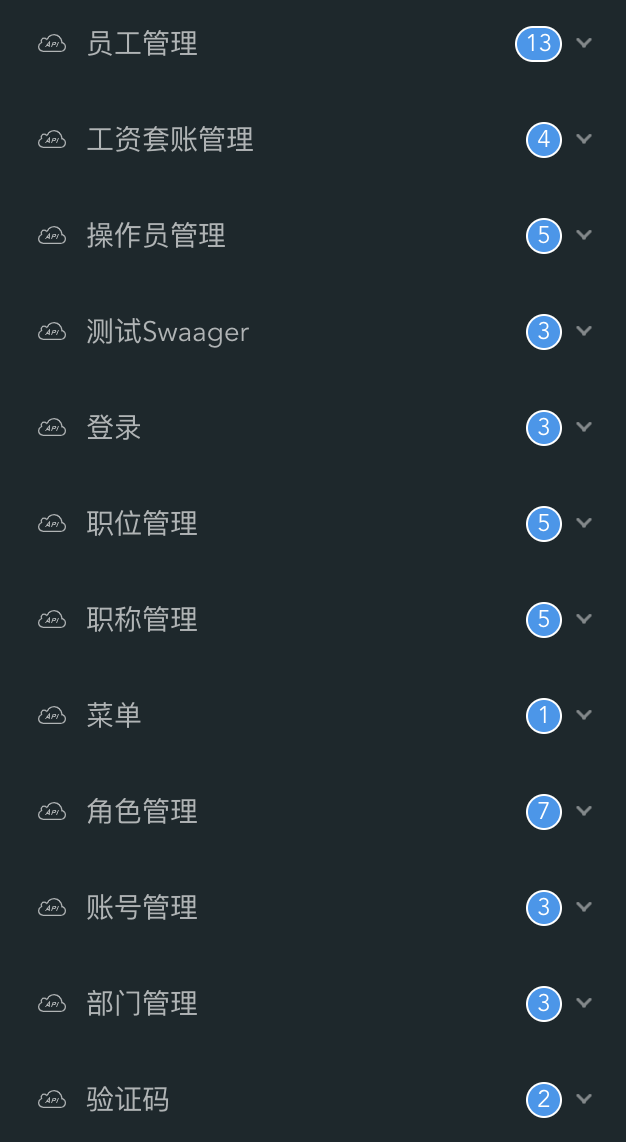 API 员工管理 13
API 工资套账管理 4
API 操作员管理 5
API 测试Swaager 3
API 登录 3
API 职位管理 5
API 职称管理 5
API 菜单 1
API 角色管理 7
API 账号管理 3
API 部门管理 3
API 验证码 2